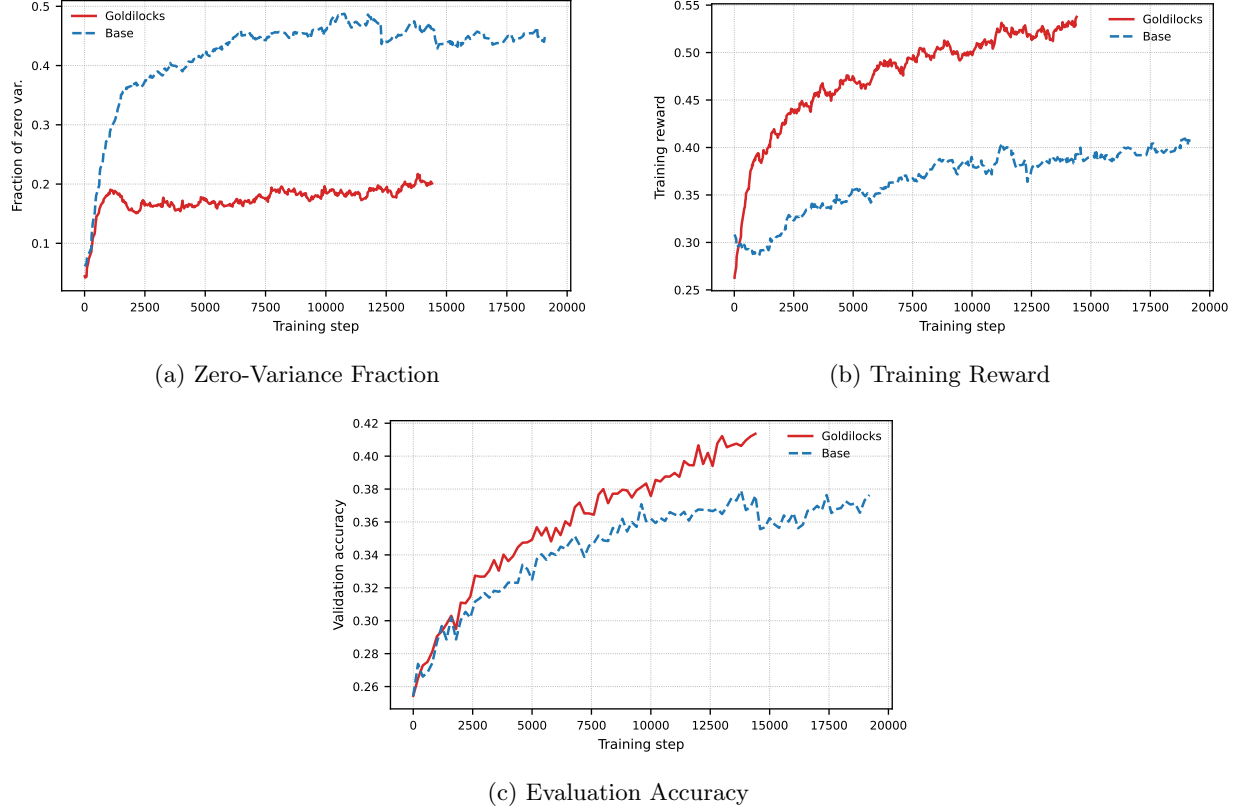 0.5
0.4
0.3
0.2
0.1
Fraction of zero var.
Goldilocks
Base
0 2500 5000 7500 10000 12500 15000 17500 20000
Training step
(a) Zero-Variance Fraction
0.55
0.50
0.45
0.40
0.35
0.30
0.25
Training reward
Goldilocks
Base
0 2500 5000 7500 10000 12500 15000 17500 20000
Training step
(b) Training Reward
0.42
0.40
0.38
0.36
0.34
0.32
0.30
0.28
0.26
Validation accuracy
Goldilocks
Base
0 2500 5000 7500 10000 12500 15000 17500 20000
Training step
(c) Evaluation Accuracy